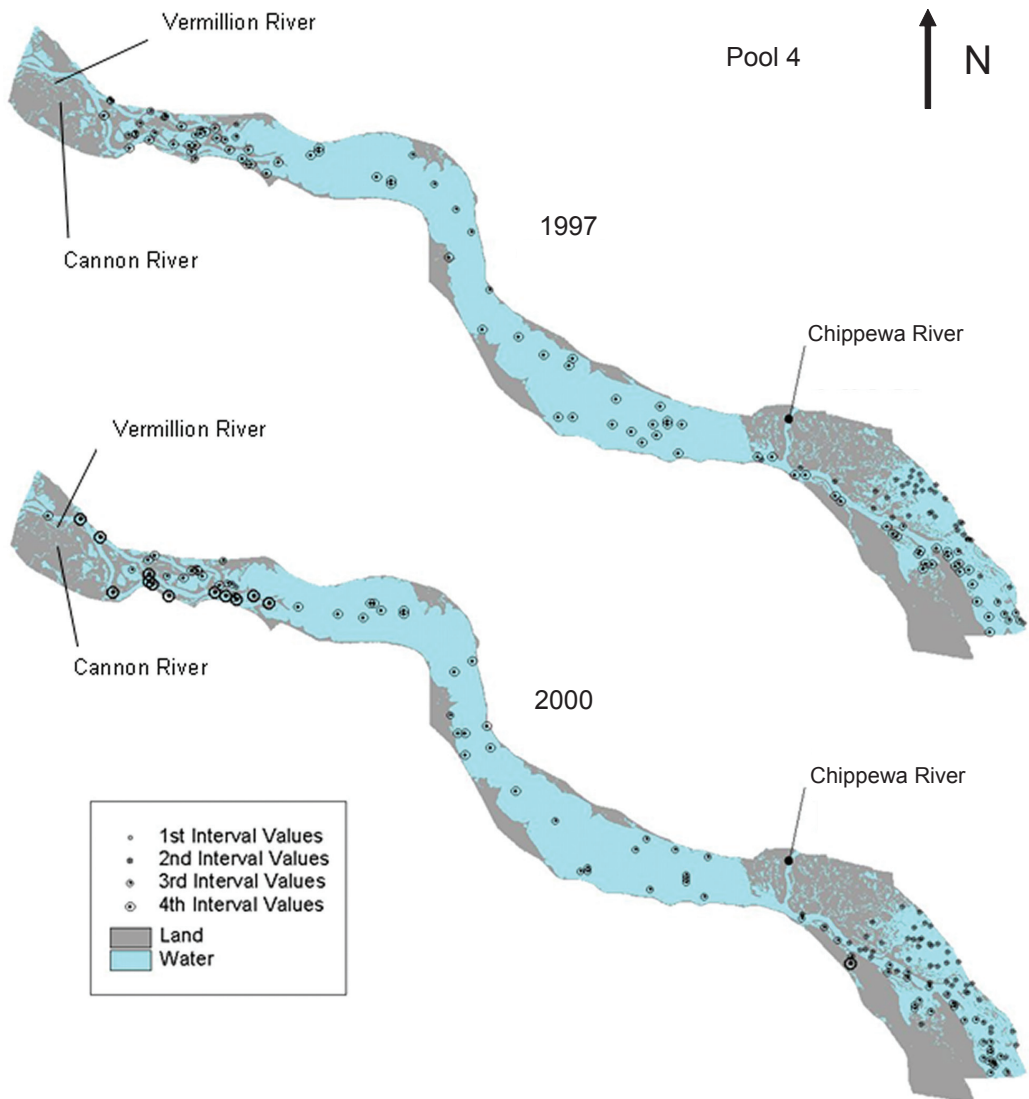 Vermillion River
Pool 4
N
Cannon River
1997
Chippewa River
Vermillion River
Cannon River
2000
Chippewa River
1st Interval Values
2nd Interval Values
3rd Interval Values
4th Interval Values
Land
Water